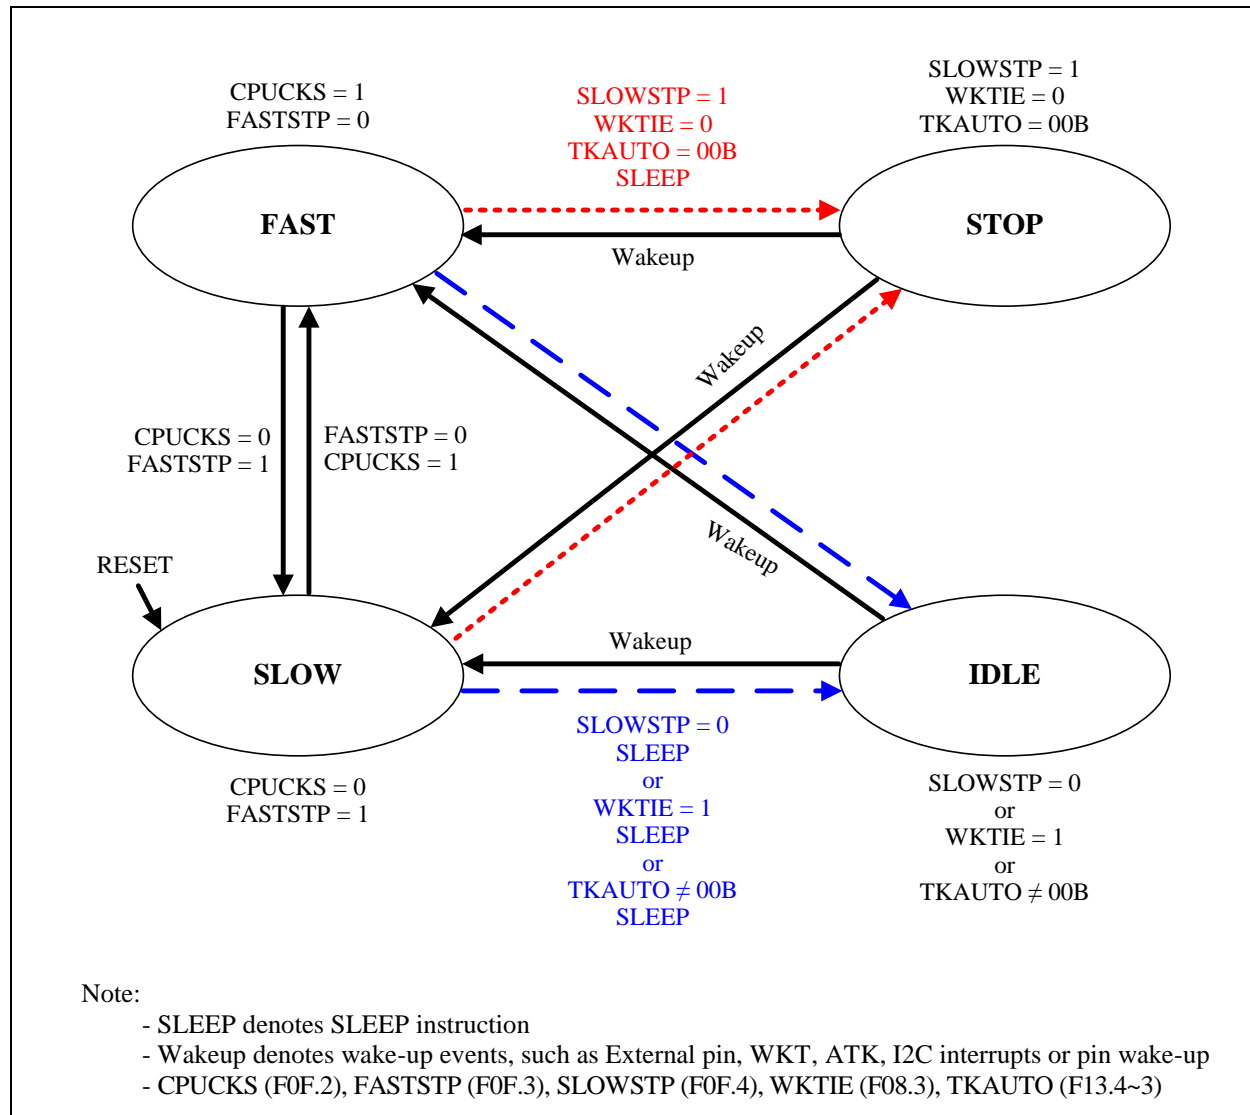 CPUCKS = 1
FASTSTP = 0
SLOWSTP = 1
WKTIE = 0
TKAUTO = 00B
SLEEP
SLOWSTP = 1
WKTIE = 0
TKAUTO = 00B
FAST
STOP
Wakeup
Wakeup
CPUCKS = 0
FASTSTP = 1
FASTSTP = 0
CPUCKS = 1
Wakeup
RESET
SLOW
Wakeup
IDLE
CPUCKS = 0
FASTSTP = 1
SLOWSTP = 0
SLEEP
or
WKTIE = 1
SLEEP
or
TKAUTO ≠ 00B
SLEEP
SLOWSTP = 0
or
WKTIE = 1
or
TKAUTO ≠ 00B
Note:
- SLEEP denotes SLEEP instruction
- Wakeup denotes wake-up events, such as External pin, WKT, ATK, I2C interrupts or pin wake-up
- CPUCKS (F0F.2), FASTSTP (F0F.3), SLOWSTP (F0F.4), WKTIE (F08.3), TKAUTO (F13.4~3)